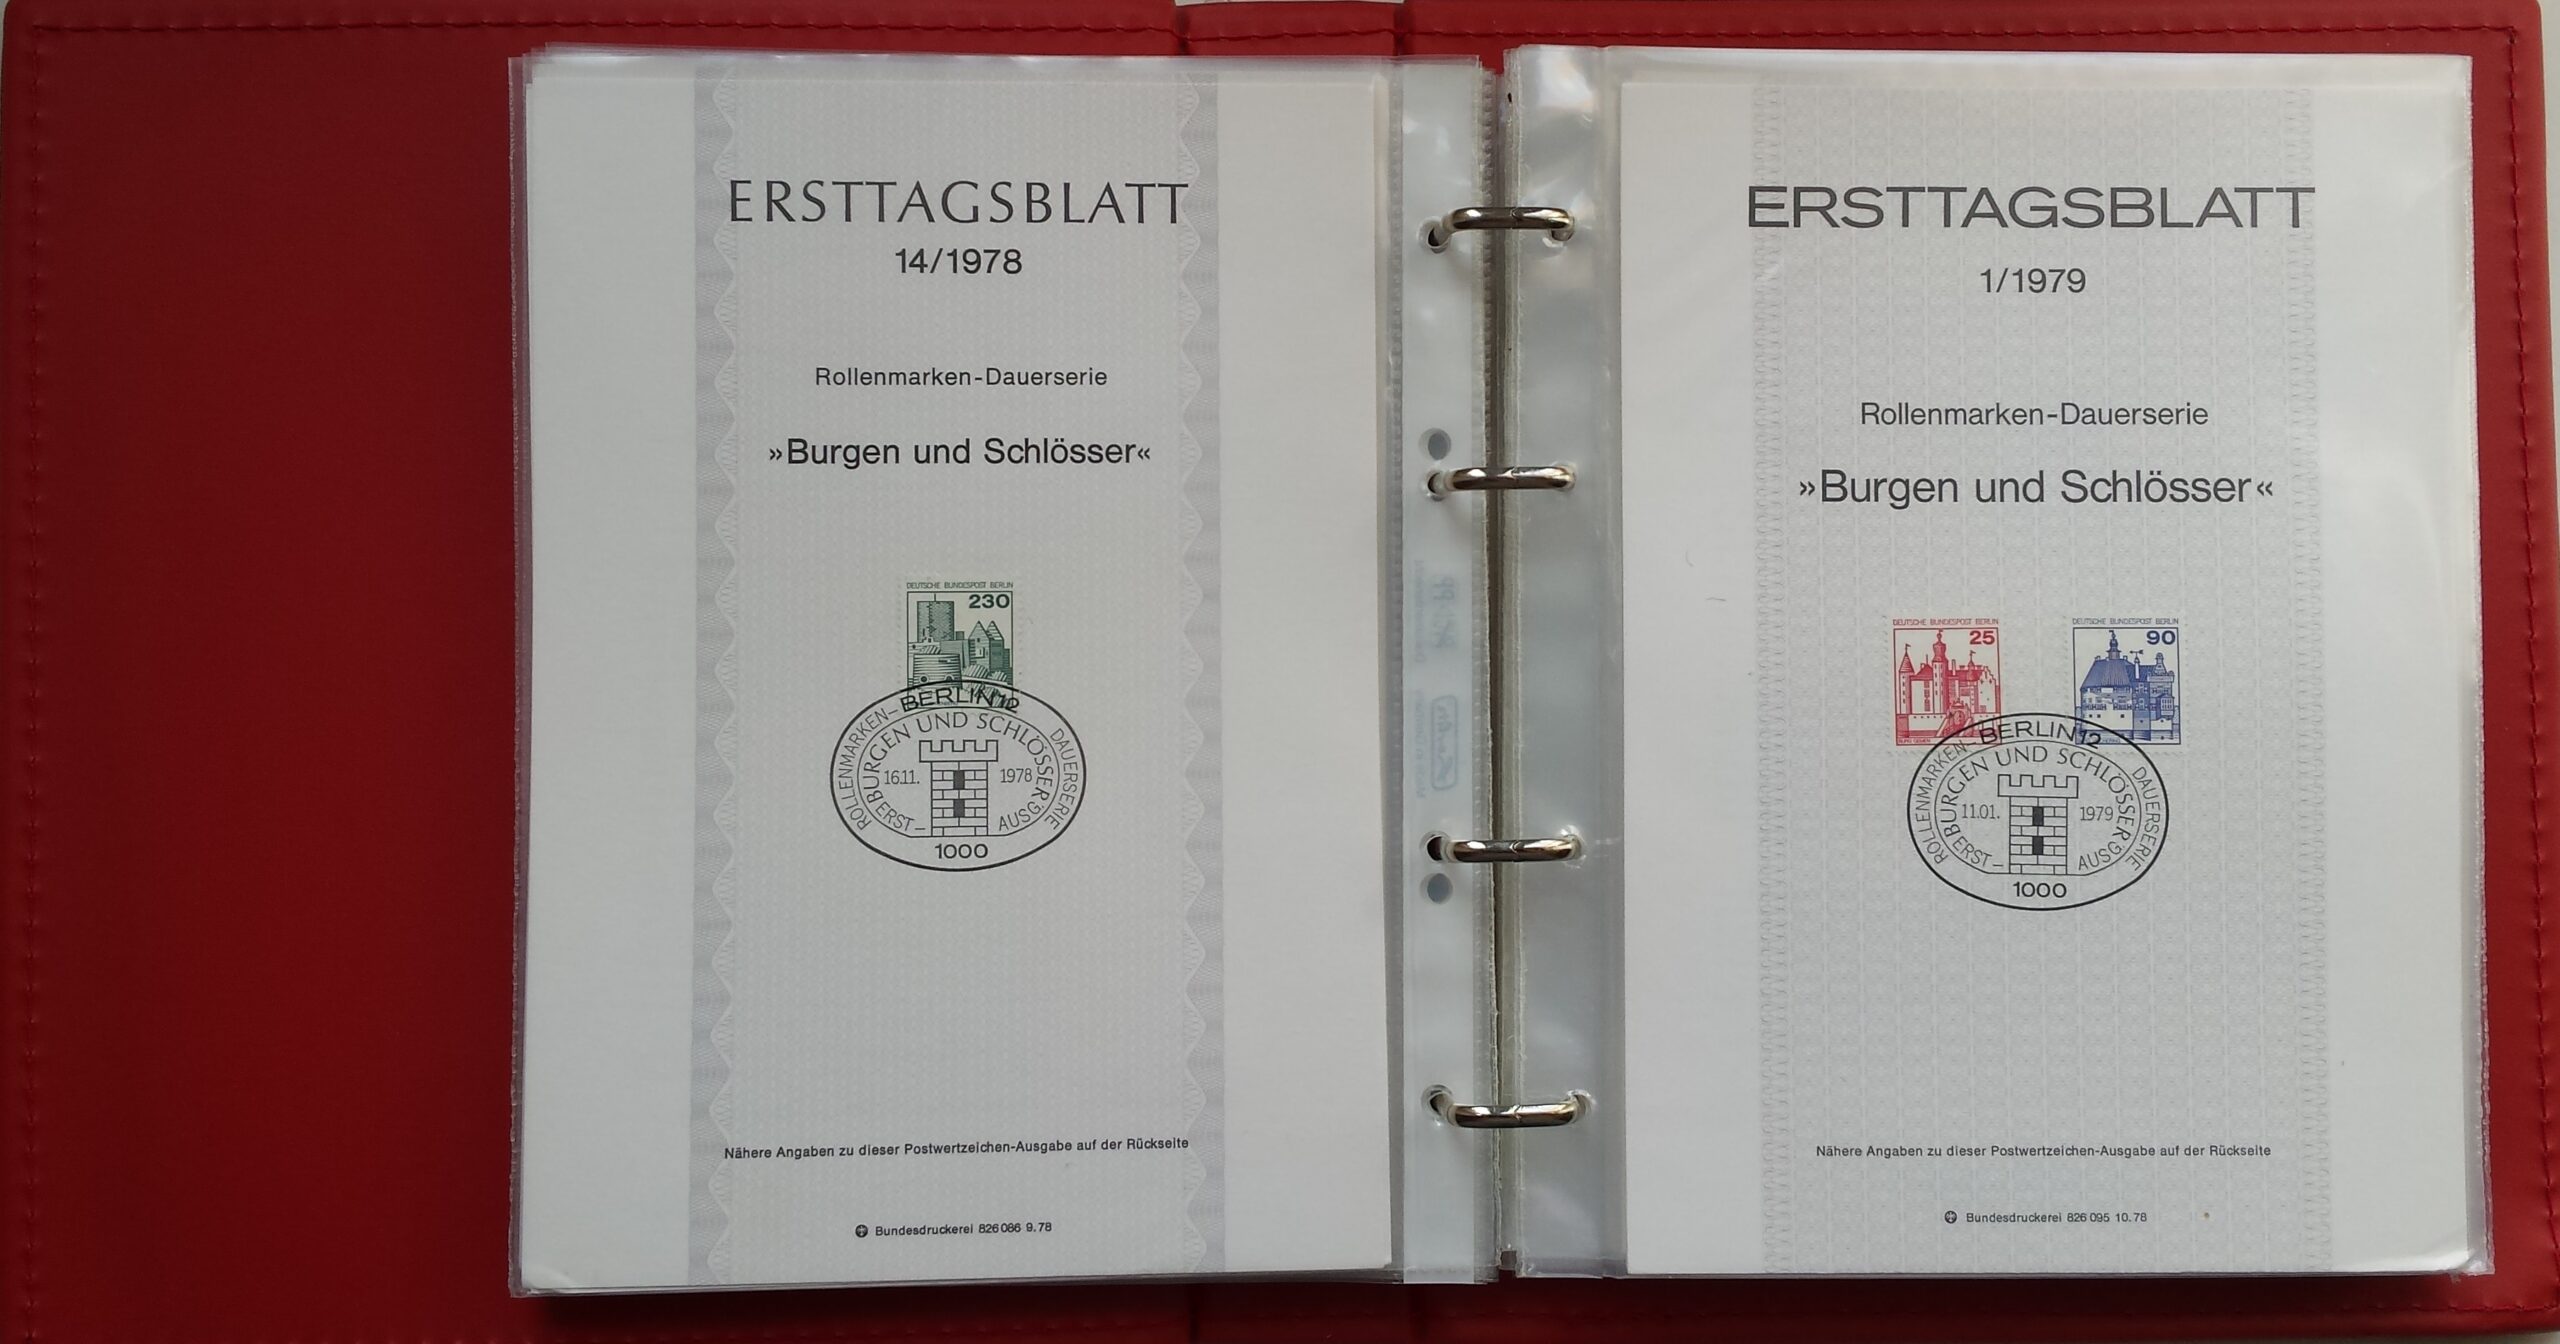 ERSTTAGSBLATT
14/1978
Rollenmarken-Dauerserie
»Burgen und Schlösser«
DEUTSCHE BUNDESPOST BERLIN
230
BERLIN 12
ROLLENMARKEN-
DAUERSERIE
BURGEN UND SCHLÖSSER
16.11.
1978
ERST-
AUSG.
1000
Nähere Angaben zu dieser Postwertzeichen-Ausgabe auf der Rückseite
Bundesdruckerei 826 086 9.78
ERSTTAGSBLATT
1/1979
Rollenmarken-Dauerserie
»Burgen und Schlösser«
DEUTSCHE BUNDESPOST BERLIN
25
BURG GEMEN
DEUTSCHE BUNDESPOST BERLIN
90
BERLIN 12
ROLLENMARKEN-
DAUERSERIE
BURGEN UND SCHLÖSSER
11.01.
1979
ERST-
AUSG.
1000
Nähere Angaben zu dieser Postwertzeichen-Ausgabe auf der Rückseite
Bundesdruckerei 826 095 10.78